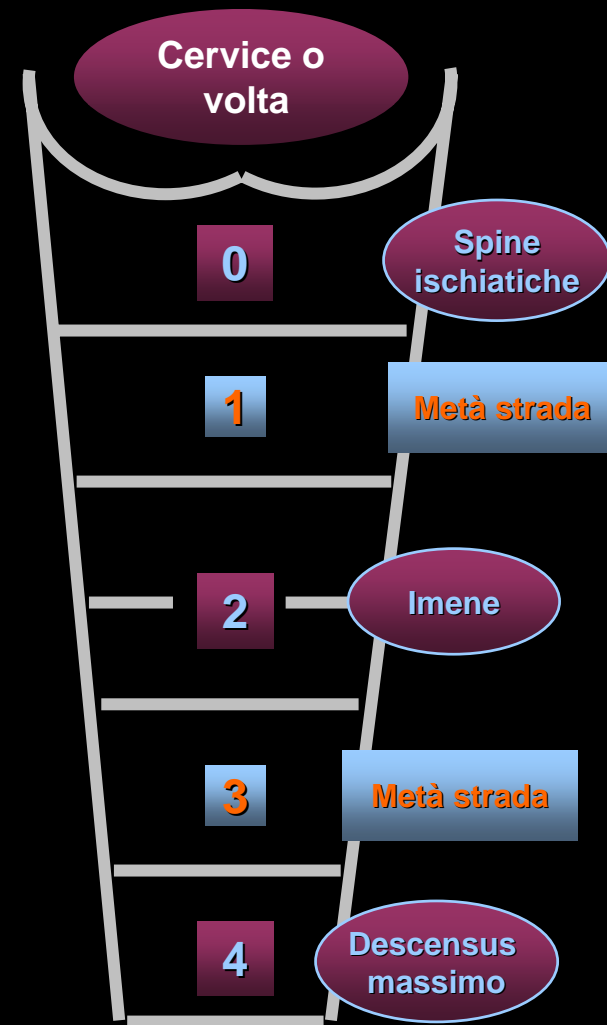 Cervice o
volta
0
Spine
ischiatiche
1
Metà strada
2
Imene
3
Metà strada
4
Descensus
massimo